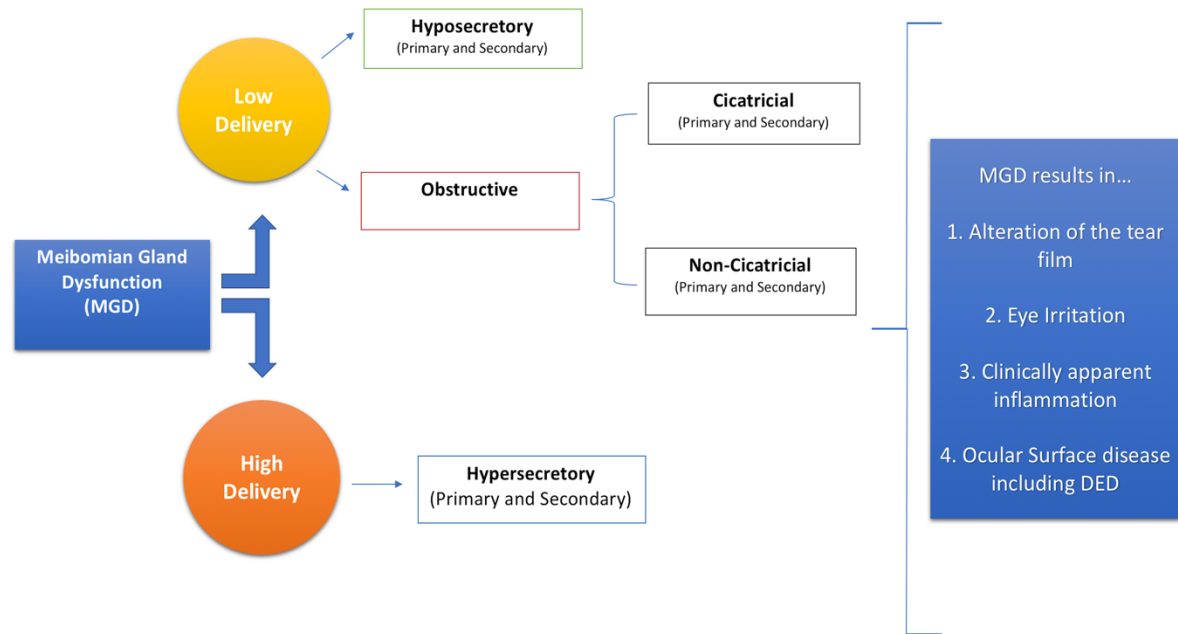 Hyposecretory
(Primary and Secondary)
Low
Delivery
Cicatricial
(Primary and Secondary)
Obstructive
Meibomian Gland
Dysfunction
(MGD)
Non-Cicatricial
(Primary and Secondary)
High
Delivery
Hypersecretory
(Primary and Secondary)
MGD results in...
1. Alteration of the tear
film
2. Eye Irritation
3. Clinically apparent
inflammation
4. Ocular Surface disease
including DED